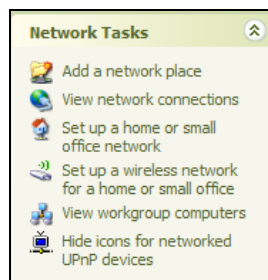 Network Tasks
Add a network place
View network connections
Set up a home or small
office network
Set up a wireless network
for a home or small office
View workgroup computers
Hide icons for networked
UPnP devices